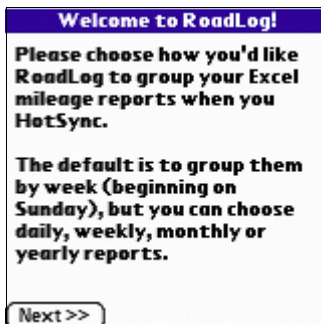 Welcome to RoadLog!
Please choose how you'd like
RoadLog to group your Excel
mileage reports when you
HotSync.
The default is to group them
by week (beginning on
Sunday), but you can choose
daily, weekly, monthly or
yearly reports.
Next >>